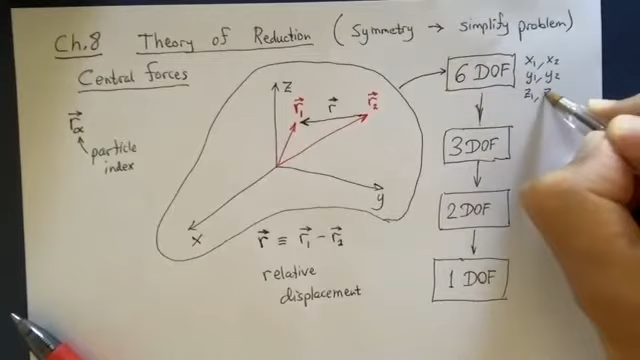 Ch.8 Theory of Reduction (Symmetry → simplify problem)
Central forces
r⃗α
particle
index
z
r⃗1
r⃗
r⃗2
y
x
r⃗ ≡ r⃗1 - r⃗2
relative
displacement
6 DOF
x1, x2
y1, y2
z1, z
3 DOF
2 DOF
1 DOF